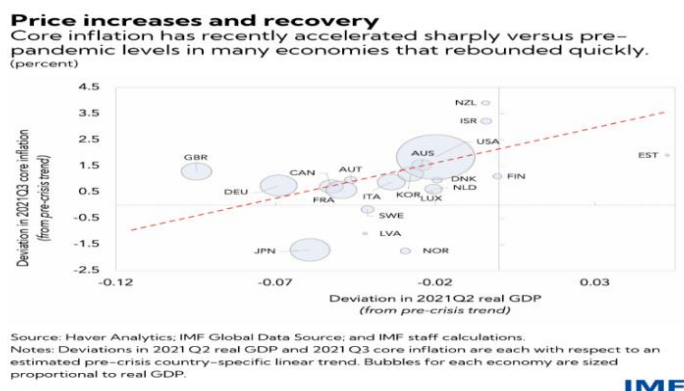 Price increases and recovery
Core inflation has recently accelerated sharply versus pre-
pandemic levels in many economies that rebounded quickly.
(percent)
4.5
3.5
2.5
1.5
0.5
-0.5
-1.5
-2.5
Deviation in 2021Q3 core inflation
(from pre-crisis trend)
NZL
ISR
USA
AUS
EST
GBR
CAN
AUT
DNK
FIN
DEU
FRA
ITA
KOR
LUX
NLD
SWE
LVA
JPN
NOR
-0.12
-0.07
-0.02
0.03
Deviation in 2021Q2 real GDP
(from pre-crisis trend)
Source: Haver Analytics; IMF Global Data Source; and IMF staff calculations.
Notes: Deviations in 2021 Q2 real GDP and 2021 Q3 core inflation are each with respect to an
estimated pre-crisis country-specific linear trend. Bubbles for each economy are sized
proportional to real GDP.
IMF